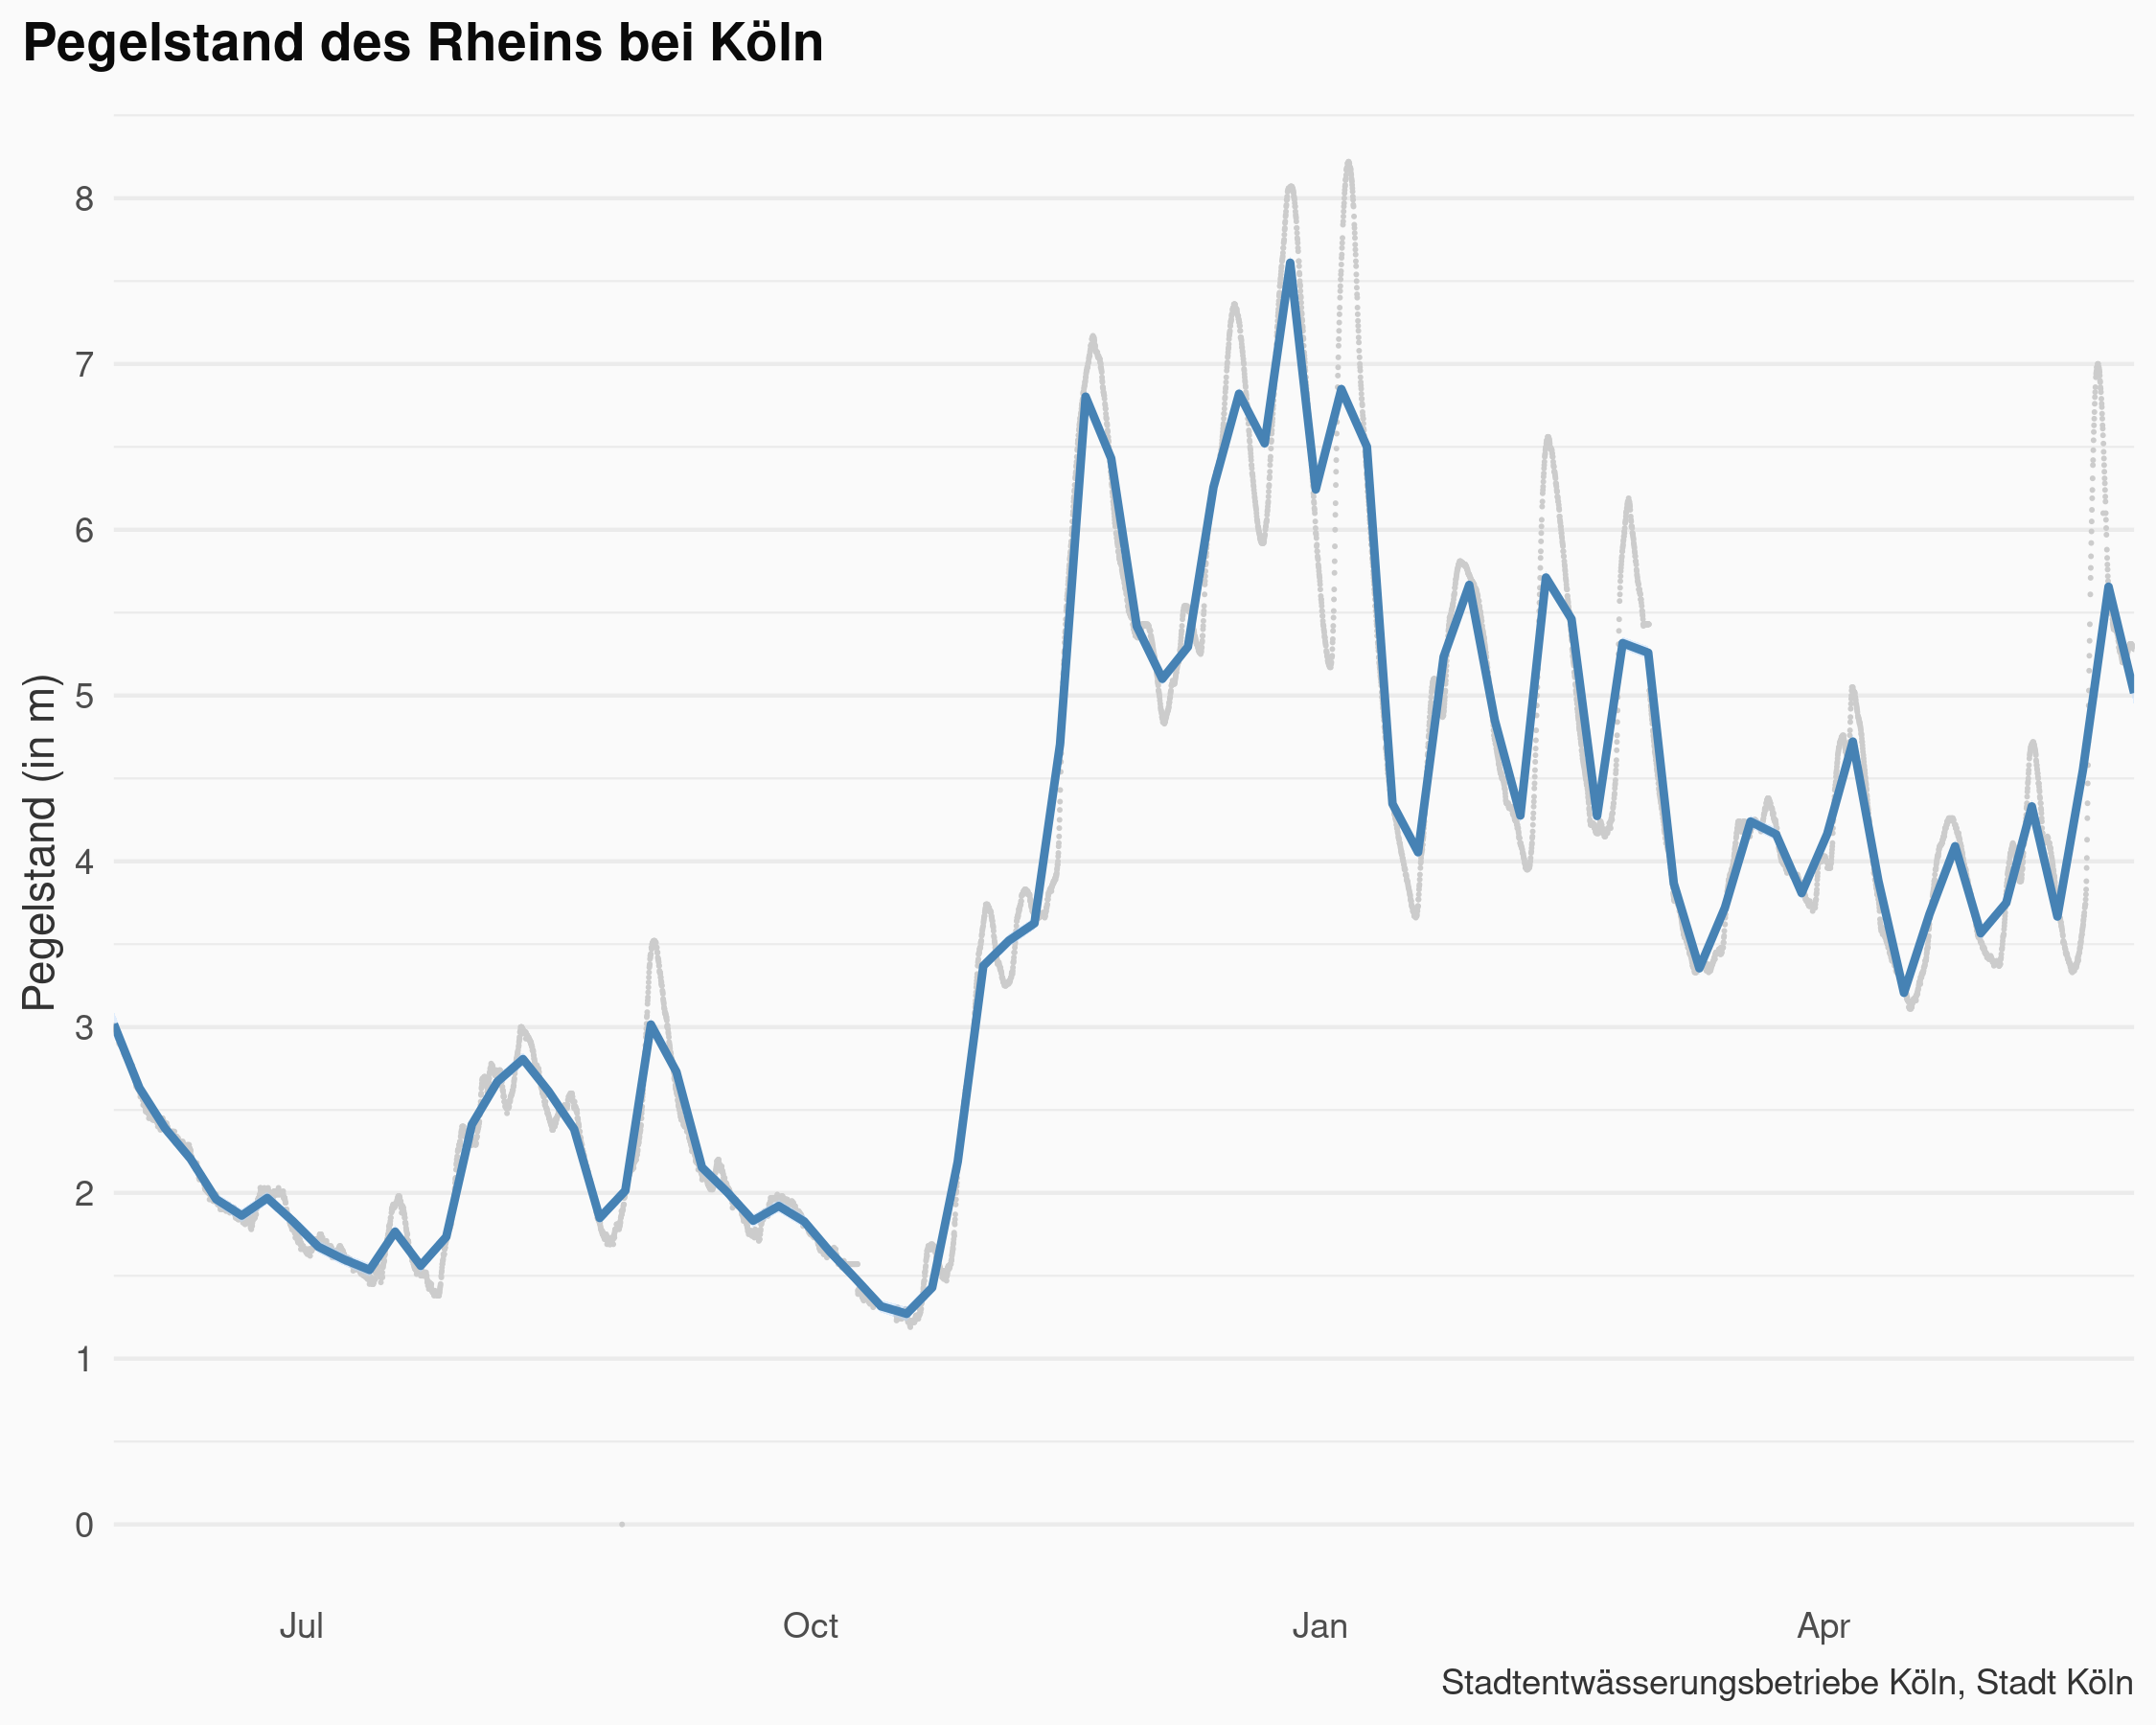 Pegelstand des Rheins bei Köln
Pegelstand (in m)
8
7
6
5
4
3
2
1
0
Jul Oct Jan Apr
Stadtentwässerungsbetriebe Köln, Stadt Köln